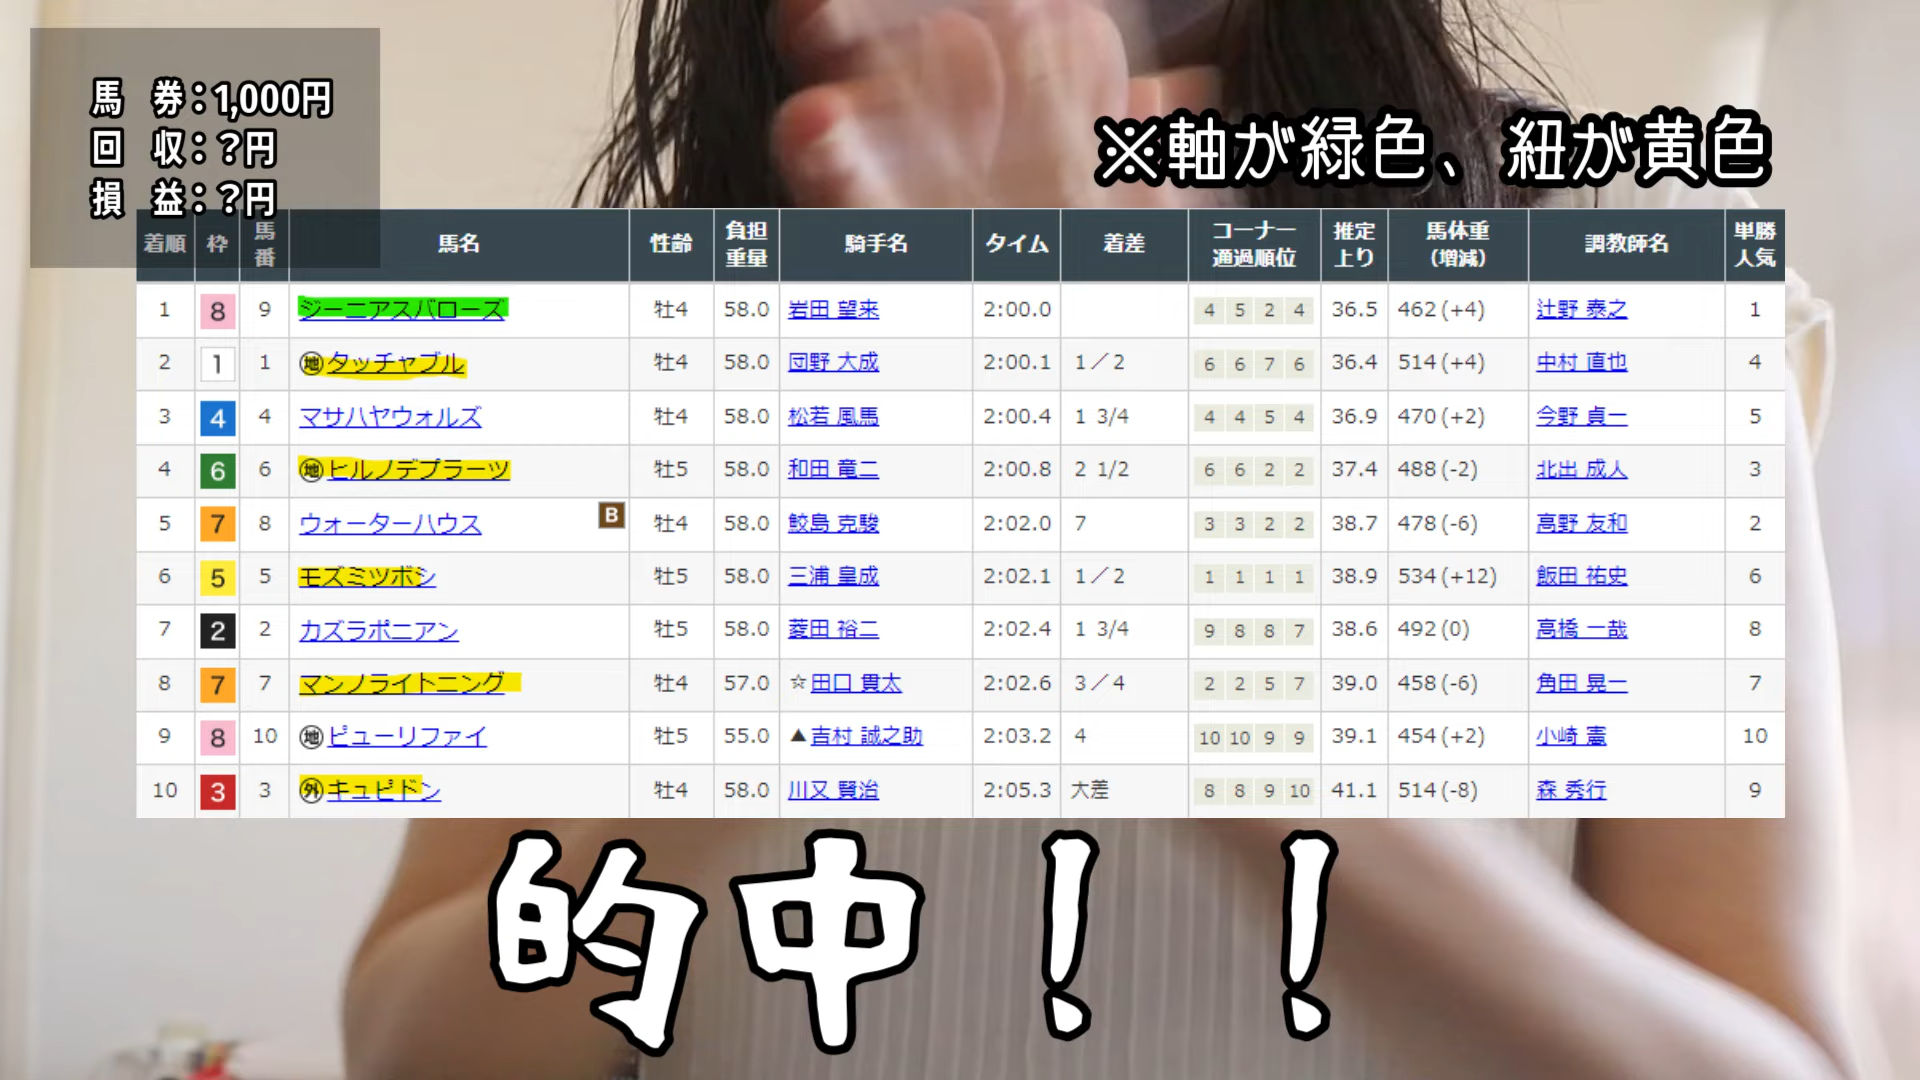 馬 券：1,000円
回 収：？円
損 益：？円
※軸が緑色、紐が黄色
着順 枠 馬番 馬名 性齢 負担重量 騎手名 タイム 着差 コーナー通過順位 推定上り 馬体重（増減） 調教師名 単勝人気
1 8 9 ジーニアスバローズ 牡4 58.0 岩田 望来 2:00.0 4 5 2 4 36.5 462(+4) 辻野 泰之 1
2 1 1 地 タッチャブル 牡4 58.0 団野 大成 2:00.1 1／2 6 6 7 6 36.4 514(+4) 中村 直也 4
3 4 4 マサハヤウォルズ 牡4 58.0 松若 風馬 2:00.4 1 3/4 4 4 5 4 36.9 470(+2) 今野 貞一 5
4 6 6 地 ヒルノデプラーツ 牡5 58.0 和田 竜二 2:00.8 2 1/2 6 6 2 2 37.4 488(-2) 北出 成人 3
5 7 8 ウォーターハウス B 牡4 58.0 鮫島 克駿 2:02.0 7 3 3 2 2 38.7 478(-6) 高野 友和 2
6 5 5 モズミツボシ 牡5 58.0 三浦 皇成 2:02.1 1／2 1 1 1 1 38.9 534(+12) 飯田 祐史 6
7 2 2 カズラポニアン 牡5 58.0 菱田 裕二 2:02.4 1 3/4 9 8 8 7 38.6 492(0) 高橋 一哉 8
8 7 7 マンノライトニング 牡4 57.0 ☆田口 貫太 2:02.6 3／4 2 2 5 7 39.0 458(-6) 角田 晃一 7
9 8 10 地 ピューリファイ 牡5 55.0 ▲吉村 誠之助 2:03.2 4 10 10 9 9 39.1 454(+2) 小崎 憲 10
10 3 3 外 キュピドン 牡4 58.0 川又 賢治 2:05.3 大差 8 8 9 10 41.1 514(-8) 森 秀行 9
的中！！